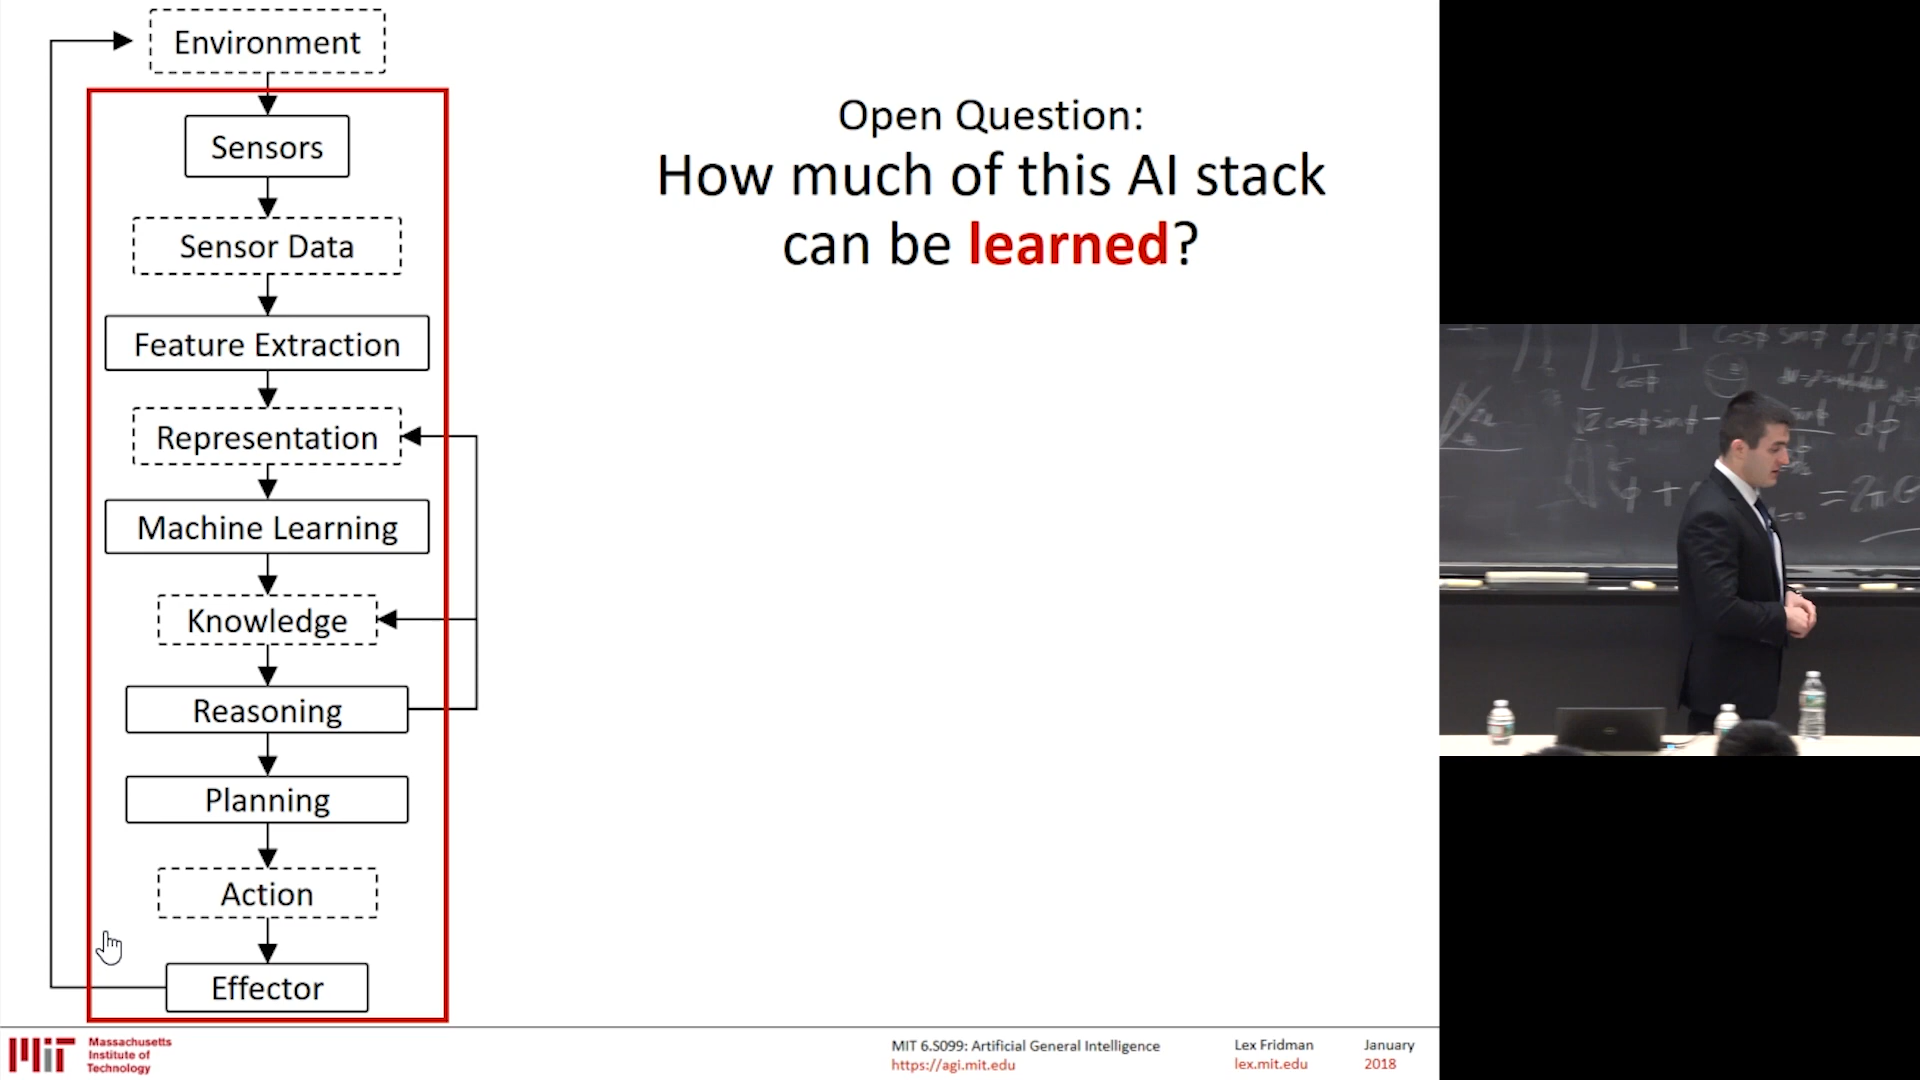 Environment
Sensors
Sensor Data
Feature Extraction
Representation
Machine Learning
Knowledge
Reasoning
Planning
Action
Effector
Open Question:
How much of this AI stack
can be learned?
MIT
Massachusetts
Institute of
Technology
MIT 6.S099: Artificial General Intelligence
https://agi.mit.edu
Lex Fridman
lex.mit.edu
January
2018